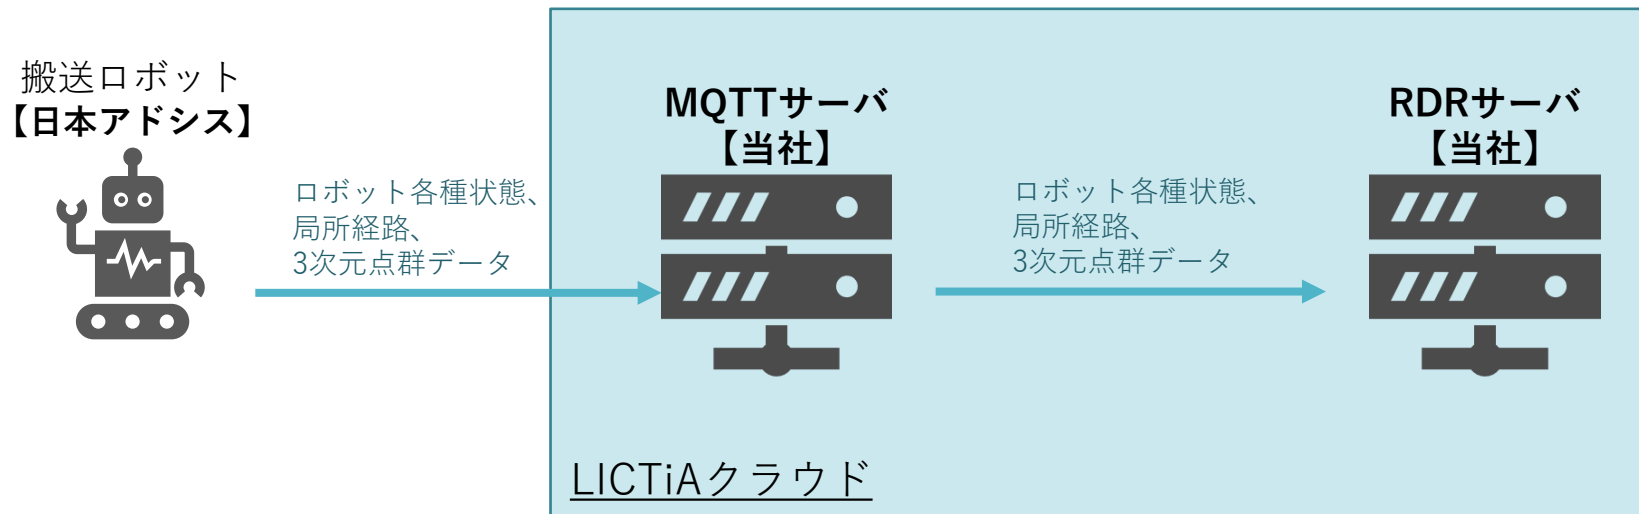 搬送ロボット
【日本アドシス】
ロボット各種状態、
局所経路、
3次元点群データ
MQTTサーバ
【当社】
ロボット各種状態、
局所経路、
3次元点群データ
RDRサーバ
【当社】
LICTiAクラウド